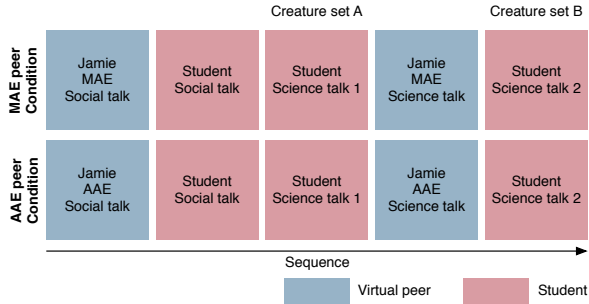 Creature set A
Creature set B
MAE peer
Condition
Jamie
MAE
Social talk
Student
Social talk
Student
Science talk 1
Jamie
MAE
Science talk
Student
Science talk 2
AAE peer
Condition
Jamie
AAE
Social talk
Student
Social talk
Student
Science talk 1
Jamie
AAE
Science talk
Student
Science talk 2
Sequence
Virtual peer
Student